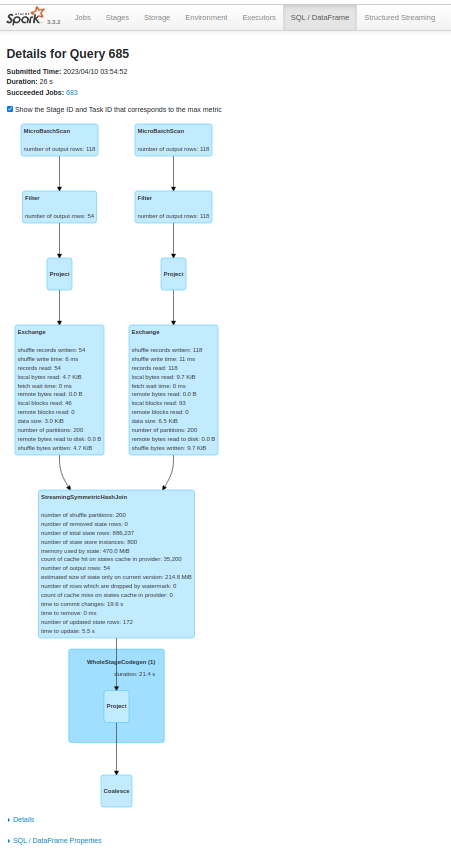 APACHE
Spark 3.3.2 Jobs Stages Storage Environment Executors SQL / DataFrame Structured Streaming
Details for Query 685
Submitted Time: 2023/04/10 03:54:52
Duration: 26 s
Succeeded Jobs: 683
Show the Stage ID and Task ID that corresponds to the max metric
MicroBatchScan
number of output rows: 118
MicroBatchScan
number of output rows: 118
Filter
number of output rows: 54
Filter
number of output rows: 118
Project
Project
Exchange
shuffle records written: 54
shuffle write time: 6 ms
records read: 54
local bytes read: 4.7 KiB
fetch wait time: 0 ms
remote bytes read: 0.0 B
local blocks read: 46
remote blocks read: 0
data size: 3.0 KiB
number of partitions: 200
remote bytes read to disk: 0.0 B
shuffle bytes written: 4.7 KiB
Exchange
shuffle records written: 118
shuffle write time: 11 ms
records read: 118
local bytes read: 9.7 KiB
fetch wait time: 0 ms
remote bytes read: 0.0 B
local blocks read: 93
remote blocks read: 0
data size: 6.5 KiB
number of partitions: 200
remote bytes read to disk: 0.0 B
shuffle bytes written: 9.7 KiB
StreamingSymmetricHashJoin
number of shuffle partitions: 200
number of removed state rows: 0
number of total state rows: 886,237
number of state store instances: 800
memory used by state: 470.0 MiB
count of cache hit on states cache in provider: 35,200
number of output rows: 54
estimated size of state only on current version: 214.8 MiB
number of rows which are dropped by watermark: 0
count of cache miss on states cache in provider: 0
time to commit changes: 19.6 s
time to remove: 0 ms
number of updated state rows: 172
time to update: 5.5 s
WholeStageCodegen (1)
duration: 21.4 s
Project
Coalesce
Details
SQL / DataFrame Properties